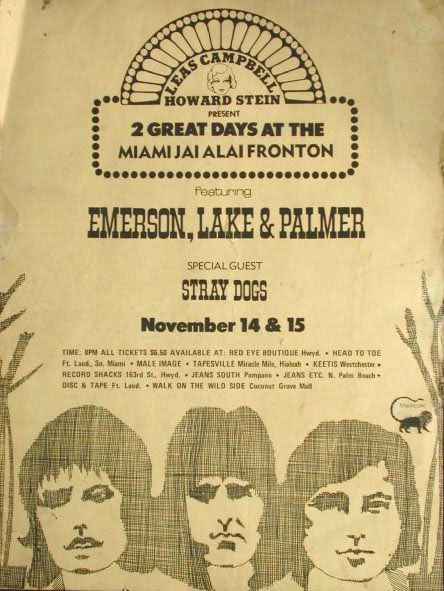 LEAS CAMPBELL
HOWARD STEIN
PRESENT
2 GREAT DAYS AT THE
MIAMI JAI ALAI FRONTON
featuring
EMERSON, LAKE & PALMER
SPECIAL GUEST
STRAY DOGS
November 14 & 15
TIME: 8PM ALL TICKETS $6.50 AVAILABLE AT: RED EYE BOUTIQUE Hwyd. • HEAD TO TOE
Ft. Laud., So. Miami • MALE IMAGE • TAPESVILLE Miracle Mile, Hialeah • KEETIS Westchester •
RECORD SHACKS 163rd St., Hwyd. • JEANS SOUTH Pompano • JEANS ETC. N. Palm Beach •
DISC & TAPE Ft. Laud. • WALK ON THE WILD SIDE Coconut Grove Mall